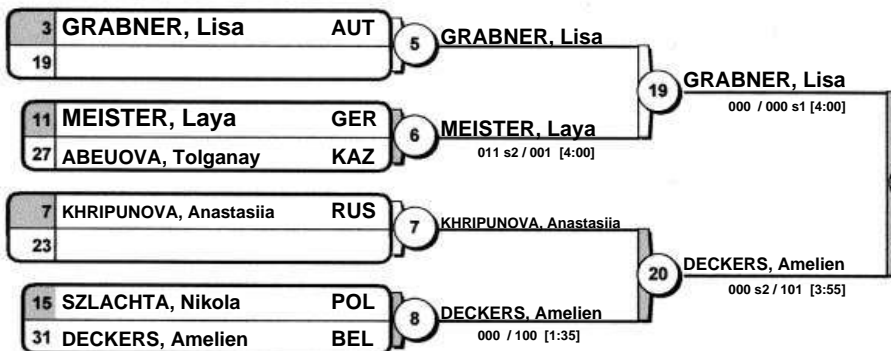 3 GRABNER, Lisa AUT
19
5 GRABNER, Lisa
11 MEISTER, Laya GER
27 ABEUOVA, Tolganay KAZ
6 MEISTER, Laya
011 s2 / 001 [4:00]
19 GRABNER, Lisa
000 / 000 s1 [4:00]
7 KHRIPUNOVA, Anastasiia RUS
23
7 KHRIPUNOVA, Anastasiia
15 SZLACHTA, Nikola POL
31 DECKERS, Amelien BEL
8 DECKERS, Amelien
000 / 100 [1:35]
20 DECKERS, Amelien
000 s2 / 101 [3:55]